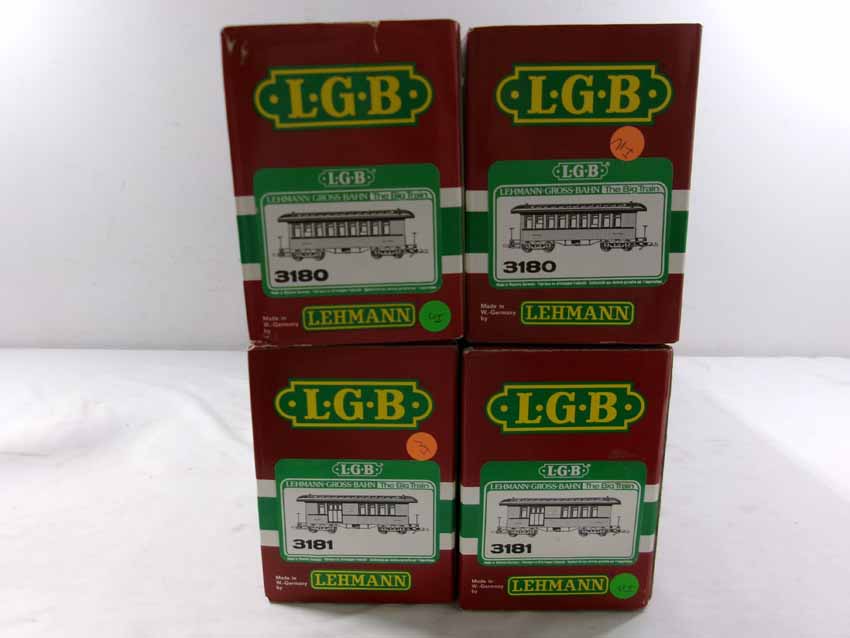 L·G·B
L·G·B
LEHMANN-GROSS-BAHN The Big Train
3180
Made in
W.-Germany
by
LEHMANN
L·G·B
L·G·B
LEHMANN-GROSS-BAHN The Big Train
3180
Made in
W.-Germany
by
LEHMANN
L·G·B
L·G·B
LEHMANN-GROSS-BAHN The Big Train
3181
Made in
W.-Germany
by
LEHMANN
L·G·B
L·G·B
LEHMANN-GROSS-BAHN The Big Train
3181
Made in
W.-Germany
by
LEHMANN